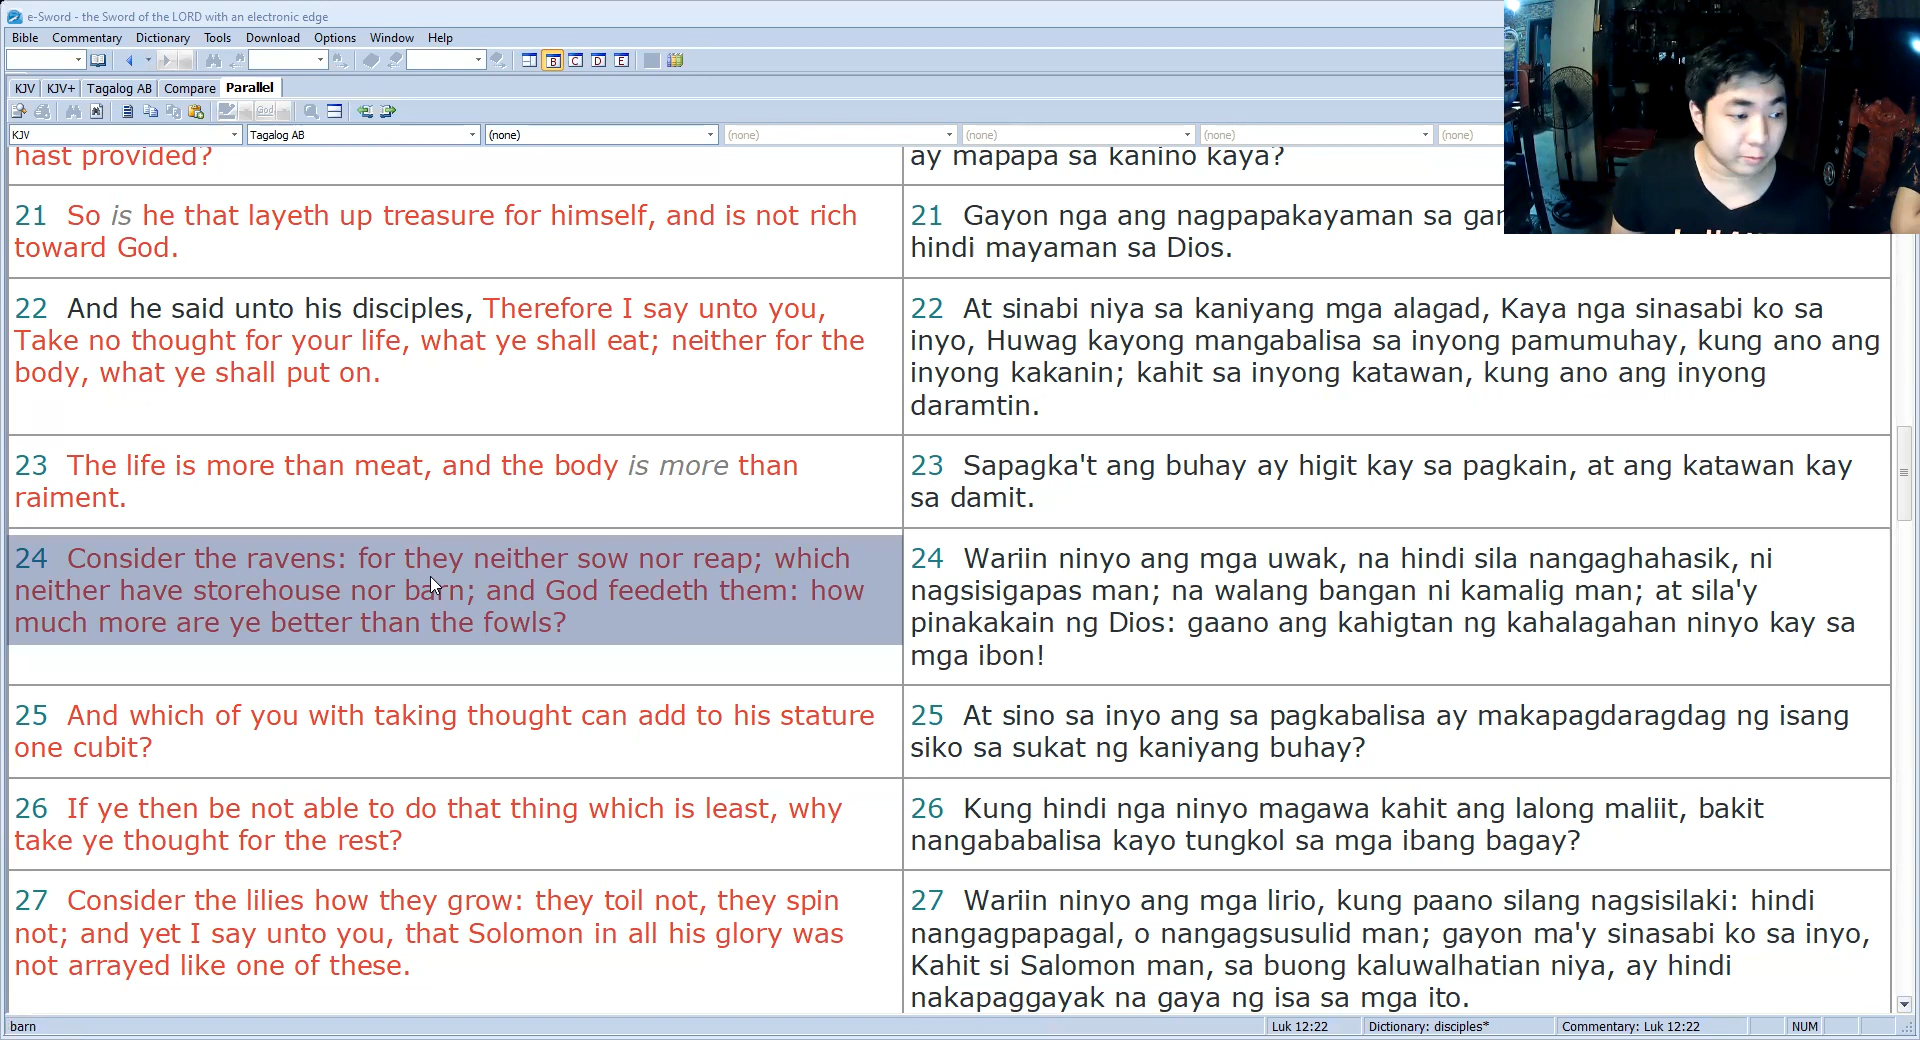 e-Sword - the Sword of the LORD with an electronic edge
Bible Commentary Dictionary Tools Download Options Window Help
B C D E
KJV KJV+ Tagalog AB Compare Parallel
God
KJV Tagalog AB (none) (none) (none) (none) (none)
hast provided?
21 So is he that layeth up treasure for himself, and is not rich
toward God.
22 And he said unto his disciples, Therefore I say unto you,
Take no thought for your life, what ye shall eat; neither for the
body, what ye shall put on.
23 The life is more than meat, and the body is more than
raiment.
24 Consider the ravens: for they neither sow nor reap; which
neither have storehouse nor barn; and God feedeth them: how
much more are ye better than the fowls?
25 And which of you with taking thought can add to his stature
one cubit?
26 If ye then be not able to do that thing which is least, why
take ye thought for the rest?
27 Consider the lilies how they grow: they toil not, they spin
not; and yet I say unto you, that Solomon in all his glory was
not arrayed like one of these.
ay mapapa sa kanino kaya?
21 Gayon nga ang nagpapakayaman sa
hindi mayaman sa Dios.
22 At sinabi niya sa kaniyang mga alagad, Kaya nga sinasabi ko sa
inyo, Huwag kayong mangabalisa sa inyong pamumuhay, kung ano ang
inyong kakanin; kahit sa inyong katawan, kung ano ang inyong
daramtin.
23 Sapagka't ang buhay ay higit kay sa pagkain, at ang katawan kay
sa damit.
24 Wariin ninyo ang mga uwak, na hindi sila nangaghahasik, ni
nagsisigapas man; na walang bangan ni kamalig man; at sila'y
pinakakain ng Dios: gaano ang kahigtan ng kahalagahan ninyo kay sa
mga ibon!
25 At sino sa inyo ang sa pagkabalisa ay makapagdaragdag ng isang
siko sa sukat ng kaniyang buhay?
26 Kung hindi nga ninyo magawa kahit ang lalong maliit, bakit
nangababalisa kayo tungkol sa mga ibang bagay?
27 Wariin ninyo ang mga lirio, kung paano silang nagsisilaki: hindi
nangagpapagal, o nangagsusulid man; gayon ma'y sinasabi ko sa inyo,
Kahit si Salomon man, sa buong kaluwalhatian niya, ay hindi
nakapaggayak na gaya ng isa sa mga ito.
barn Luk 12:22 Dictionary: disciples* Commentary: Luk 12:22 NUM